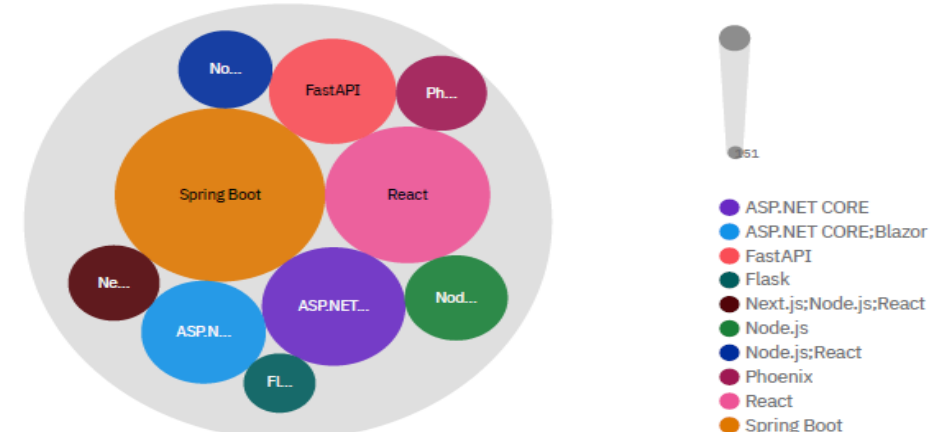 No...
FastAPI
Ph...
Spring Boot
React
Ne...
ASP.N...
ASP.NET...
Nod...
FL..
ASP.NET CORE
ASP.NET CORE;Blazor
FastAPI
Flask
Next.js;Node.js;React
Node.js
Node.js;React
Phoenix
React
Spring Boot